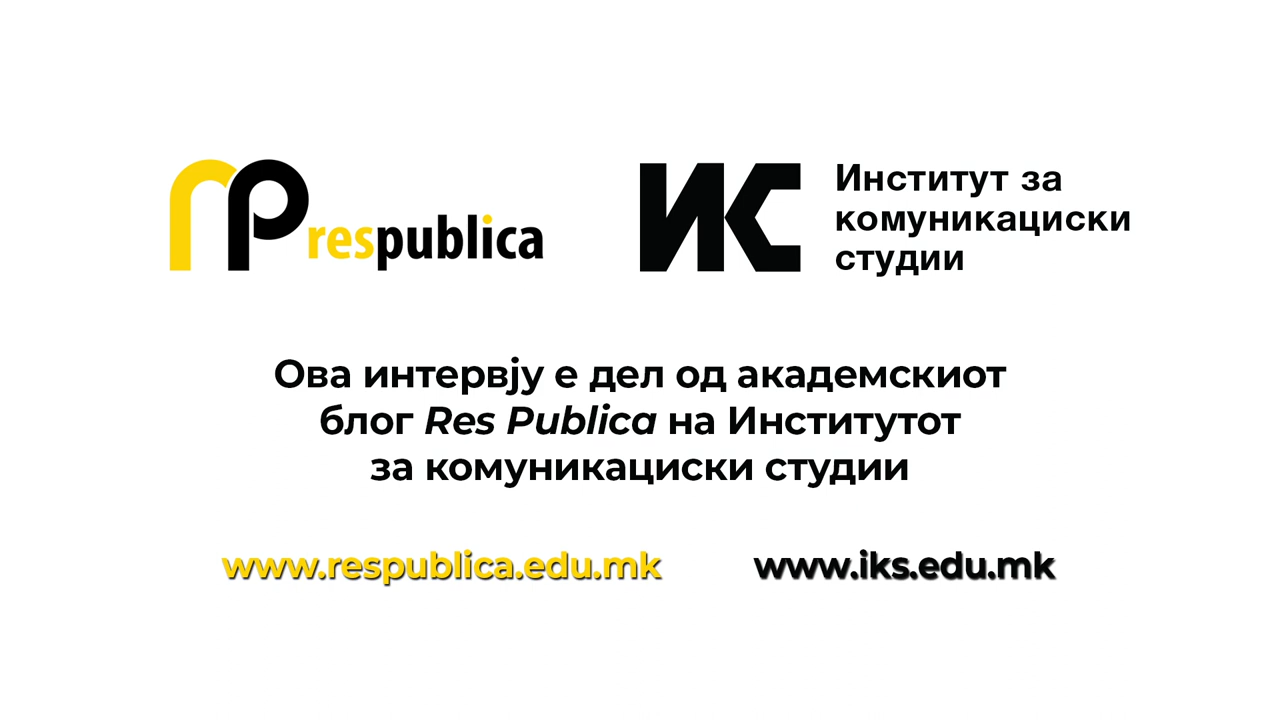 respublica
ИКС
Институт за
комуникациски
студии
Ова интервју е дел од академскиот
блог Res Publica на Институтот
за комуникациски студии
www.respublica.edu.mk
www.iks.edu.mk